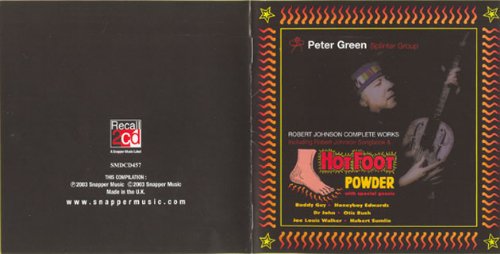 Recall
2cd
A Snapper Music Label
SMDCD457
THIS COMPILATION :
℗2003 Snapper Music ©2003 Snapper Music
Made in the U.K.
www.snappermusic.com
Peter Green Splinter Group
ROBERT JOHNSON COMPLETE WORKS
Including Robert Johnson Songbook &
HOT FOOT
POWDER
with special guests
Buddy Guy · Honeyboy Edwards
Dr John · Otis Rush
Joe Louis Walker · Hubert Sumlin